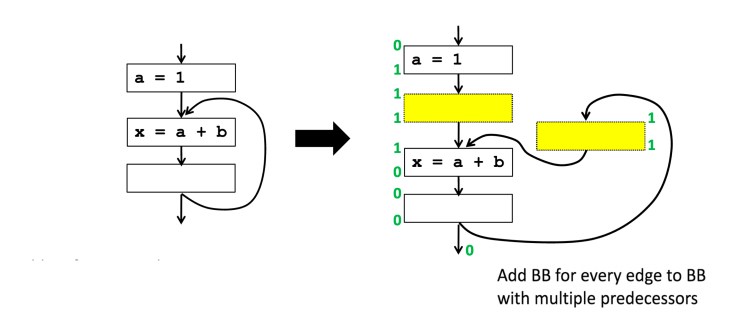 a = 1
x = a + b
0
a = 1
1
1
1
1
1
1
x = a + b
0
0
0
0
Add BB for every edge to BB
with multiple predecessors